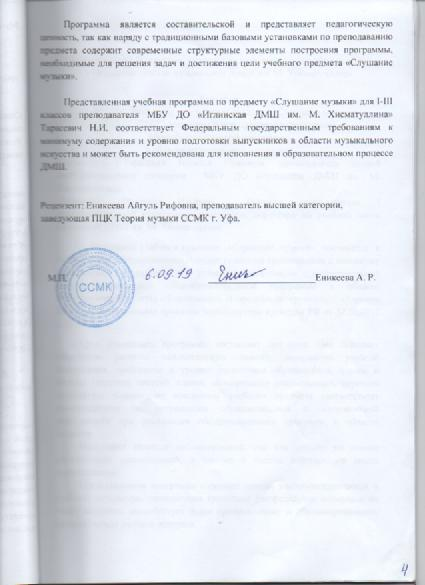 Программа является составительской и представляет педагогическую
ценность, так как наряду с традиционными базовыми установками по преподаванию
предмета содержит современные структурные элементы построения программы,
необходимые для решения задач и достижения цели учебного предмета «Слушание
музыки».
Представленная учебная программа по предмету «Слушание музыки» для I-III
классов преподавателя МБУ ДО «Иглинская ДМШ им. М. Хисматуллина»
Тарасевич Н.И. соответствует Федеральным государственным требованиям к
минимуму содержания и уровню подготовки выпускников в области музыкального
искусства и может быть рекомендована для исполнения в образовательном процессе
ДМШ.
Рецензент: Еникеева Айгуль Рифовна, преподаватель высшей категории,
заведующая ПЦК Теория музыки ССМК г. Уфа.
М.П. 6.09.19 Еникеева А. Р.
ССМК
4